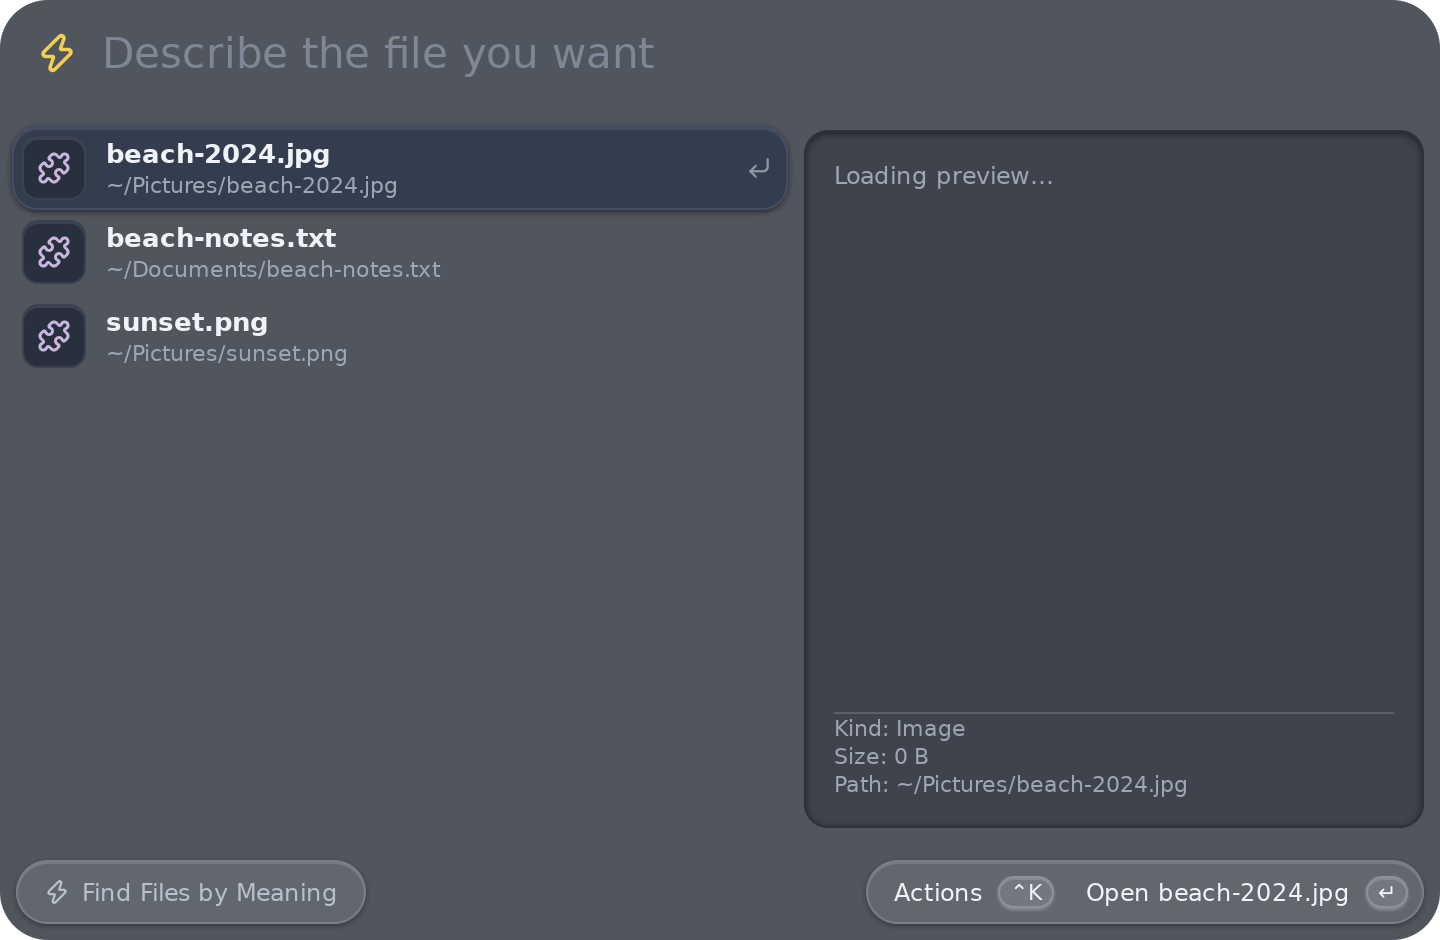 Describe the file you want
beach-2024.jpg
~/Pictures/beach-2024.jpg
beach-notes.txt
~/Documents/beach-notes.txt
sunset.png
~/Pictures/sunset.png
Loading preview...
Kind: Image
Size: 0 B
Path: ~/Pictures/beach-2024.jpg
Find Files by Meaning
Actions ^K Open beach-2024.jpg ↵